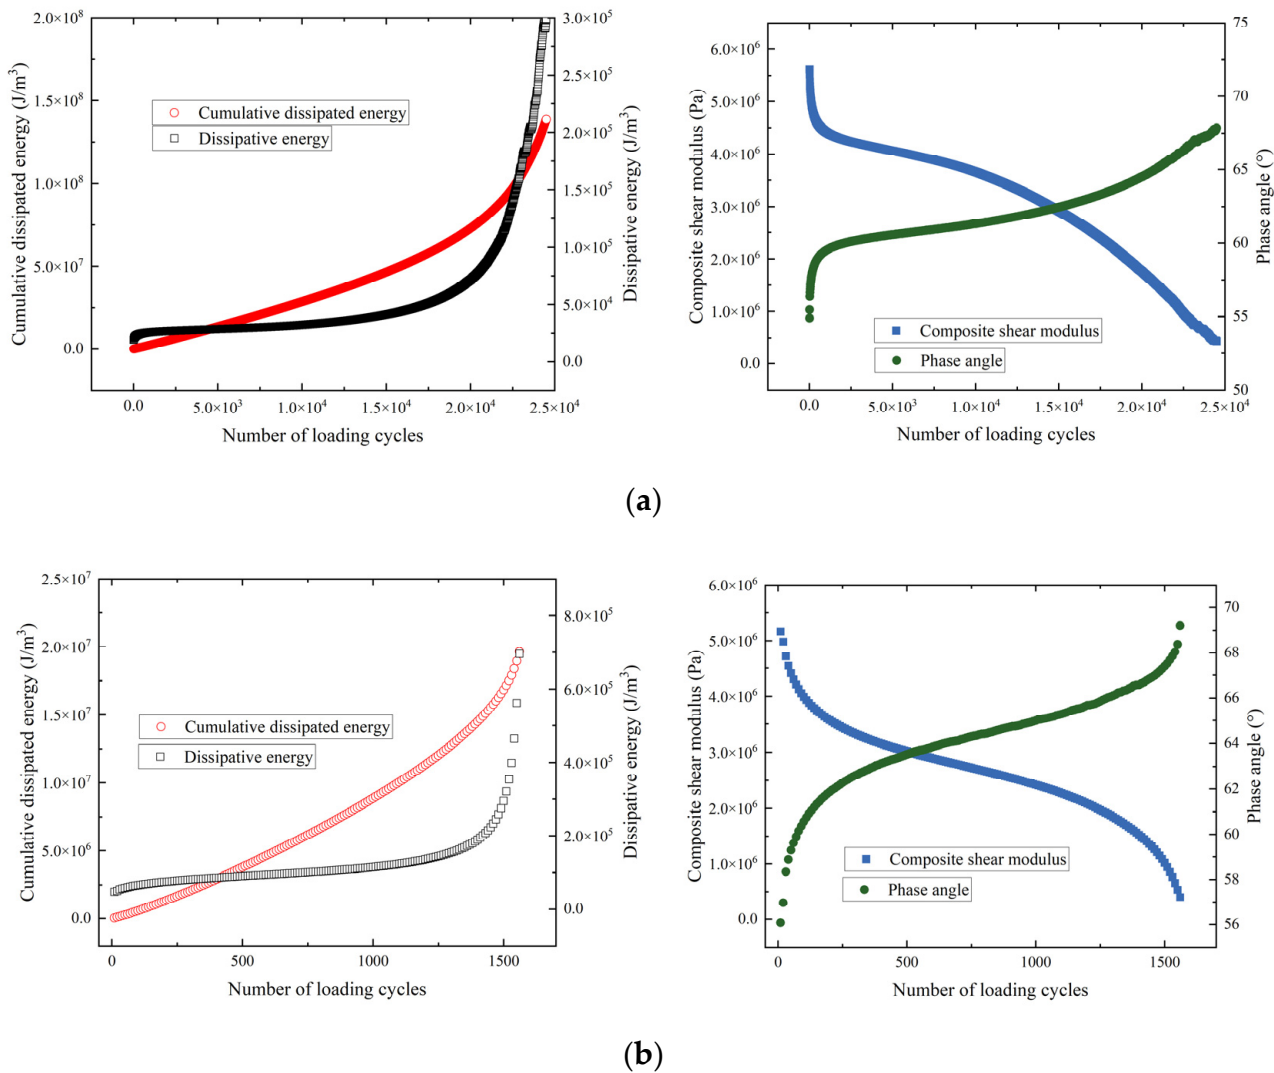 2.0×10⁸
1.5×10⁸
1.0×10⁸
5.0×10⁷
0.0
Cumulative dissipated energy (J/m³)
Cumulative dissipated energy
Dissipative energy
3.0×10⁵
2.5×10⁵
2.0×10⁵
1.5×10⁵
1.0×10⁵
5.0×10⁴
0.0
Dissipative energy (J/m³)
0.0 5.0×10³ 1.0×10⁴ 1.5×10⁴ 2.0×10⁴ 2.5×10⁴
Number of loading cycles
6.0×10⁶
5.0×10⁶
4.0×10⁶
3.0×10⁶
2.0×10⁶
1.0×10⁶
0.0
Composite shear modulus (Pa)
Composite shear modulus
Phase angle
75
70
65
60
55
50
Phase angle (°)
0.0 5.0×10³ 1.0×10⁴ 1.5×10⁴ 2.0×10⁴ 2.5×10⁴
Number of loading cycles
(a)
2.5×10⁷
2.0×10⁷
1.5×10⁷
1.0×10⁷
5.0×10⁶
0.0
Cumulative dissipated energy (J/m³)
Cumulative dissipated energy
Dissipative energy
8.0×10⁵
6.0×10⁵
4.0×10⁵
2.0×10⁵
0.0
Dissipative energy (J/m³)
0 500 1000 1500
Number of loading cycles
6.0×10⁶
5.0×10⁶
4.0×10⁶
3.0×10⁶
2.0×10⁶
1.0×10⁶
0.0
Composite shear modulus (Pa)
Composite shear modulus
Phase angle
70
68
66
64
62
60
58
56
Phase angle (°)
0 500 1000 1500
Number of loading cycles
(b)